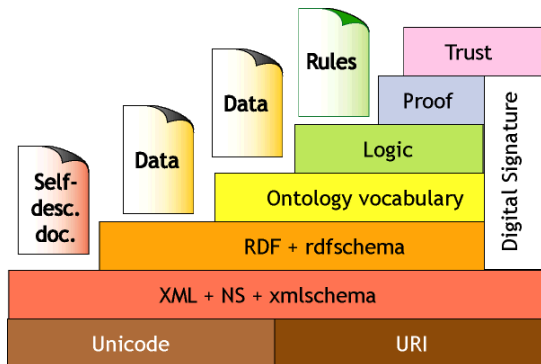 Rules
Trust
Data
Proof
Data
Logic
Self-
desc.
doc.
Ontology vocabulary
Digital Signature
RDF + rdfschema
XML + NS + xmlschema
Unicode
URI